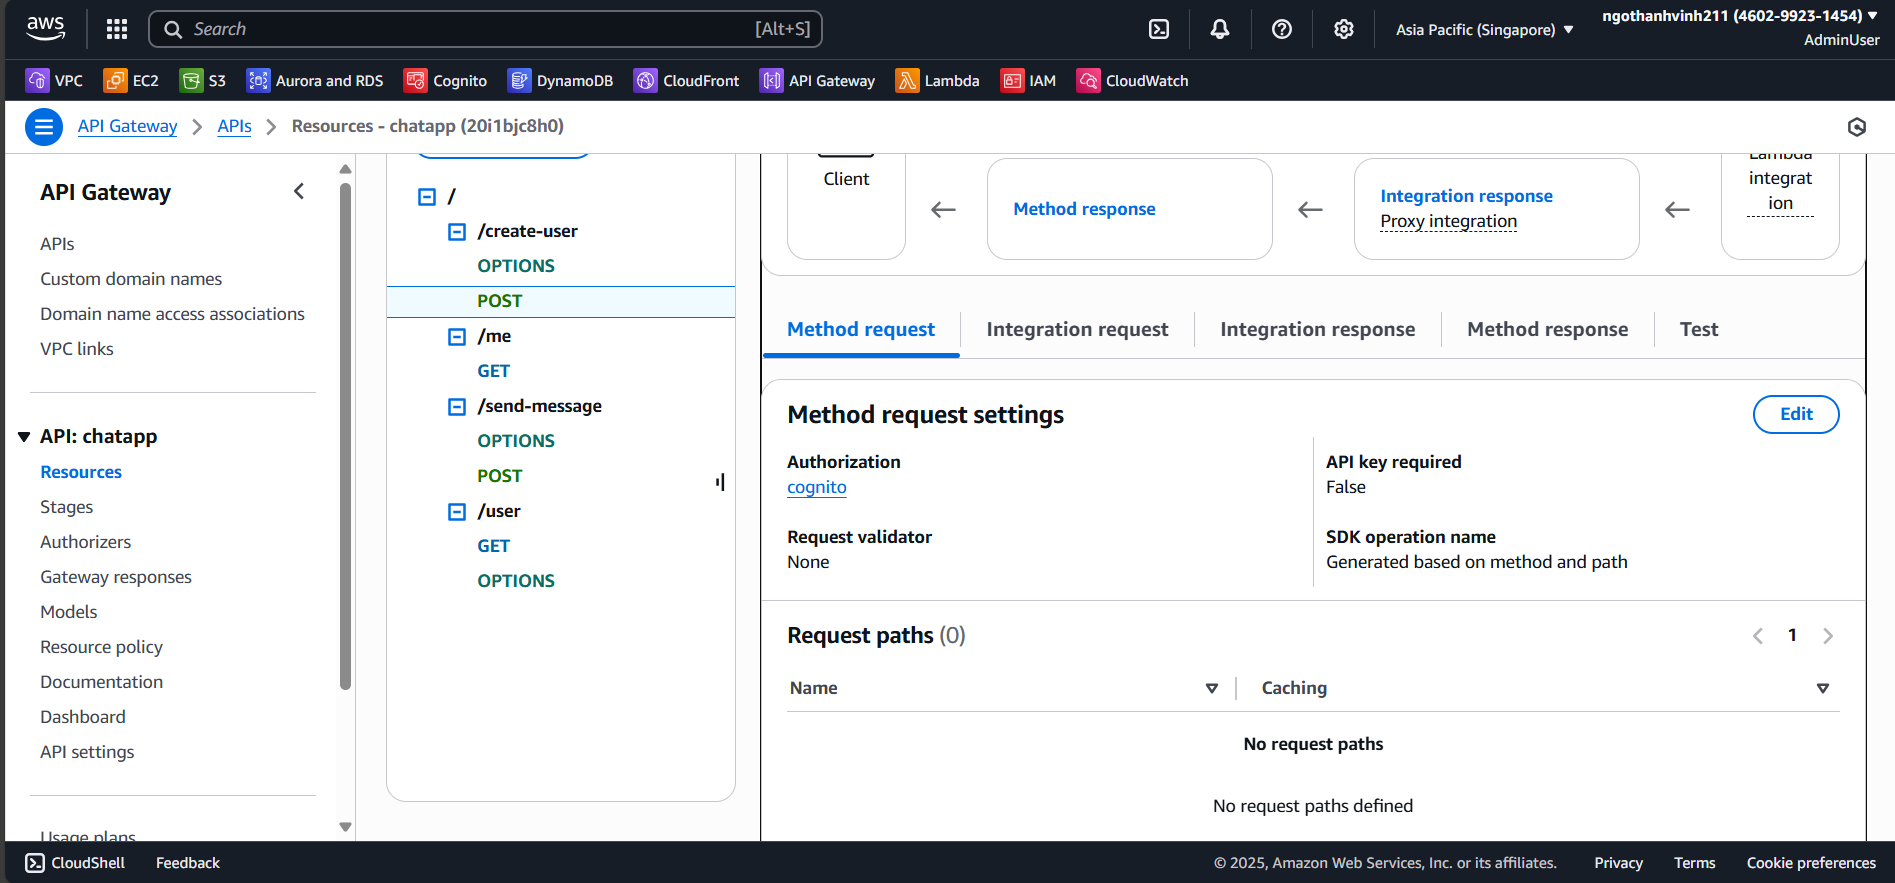 aws
Search [Alt+S]
Asia Pacific (Singapore)
ngothanhvinh211 (4602-9923-1454)
AdminUser
VPC EC2 S3 Aurora and RDS Cognito DynamoDB CloudFront API Gateway Lambda IAM CloudWatch
API Gateway > APIs > Resources - chatapp (20i1bjc8h0)
API Gateway
APIs
Custom domain names
Domain name access associations
VPC links
API: chatapp
Resources
Stages
Authorizers
Gateway responses
Models
Resource policy
Documentation
Dashboard
API settings
Usage plans
/
/create-user
OPTIONS
POST
/me
GET
/send-message
OPTIONS
POST
/user
GET
OPTIONS
Client
Method response
Integration response
Proxy integration
Lambda
integrat
ion
Method request
Integration request
Integration response
Method response
Test
Method request settings
Edit
Authorization
cognito
API key required
False
Request validator
None
SDK operation name
Generated based on method and path
Request paths (0)
1
Name
Caching
No request paths
No request paths defined
CloudShell Feedback
© 2025, Amazon Web Services, Inc. or its affiliates. Privacy Terms Cookie preferences